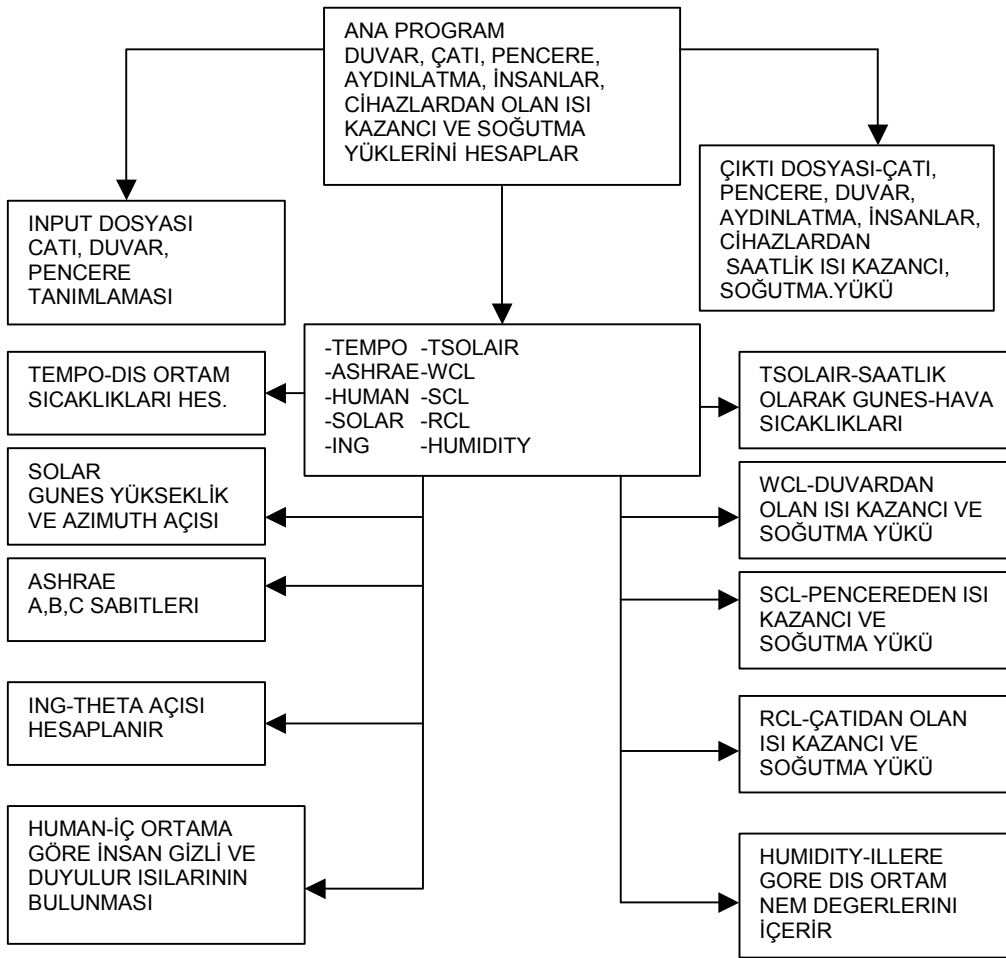 ANA PROGRAM
DUVAR, ÇATI, PENCERE,
AYDINLATMA, İNSANLAR,
CİHAZLARDAN OLAN ISI
KAZANCI VE SOĞUTMA
YÜKLERİNİ HESAPLAR
INPUT DOSYASI
CATI, DUVAR,
PENCERE
TANIMLAMASI
ÇIKTI DOSYASI-ÇATI,
PENCERE, DUVAR,
AYDINLATMA, İNSANLAR,
CİHAZLARDAN
SAATLİK ISI KAZANCI,
SOĞUTMA.YÜKÜ
-TEMPO -TSOLAIR
-ASHRAE-WCL
-HUMAN -SCL
-SOLAR -RCL
-ING -HUMIDITY
TEMPO-DIS ORTAM
SICAKLIKLARI HES.
SOLAR
GUNES YÜKSEKLİK
VE AZIMUTH AÇISI
ASHRAE
A,B,C SABITLERI
ING-THETA AÇISI
HESAPLANIR
HUMAN-İÇ ORTAMA
GÖRE İNSAN GİZLİ VE
DUYULUR ISILARININ
BULUNMASI
TSOLAIR-SAATLIK
OLARAK GUNES-HAVA
SICAKLIKLARI
WCL-DUVARDAN
OLAN ISI KAZANCI VE
SOĞUTMA YÜKÜ
SCL-PENCEREDEN ISI
KAZANCI VE
SOĞUTMA YÜKÜ
RCL-ÇATIDAN OLAN
ISI KAZANCI VE
SOĞUTMA YÜKÜ
HUMIDITY-ILLERE
GORE DIS ORTAM
NEM DEGERLERINI
İÇERİR